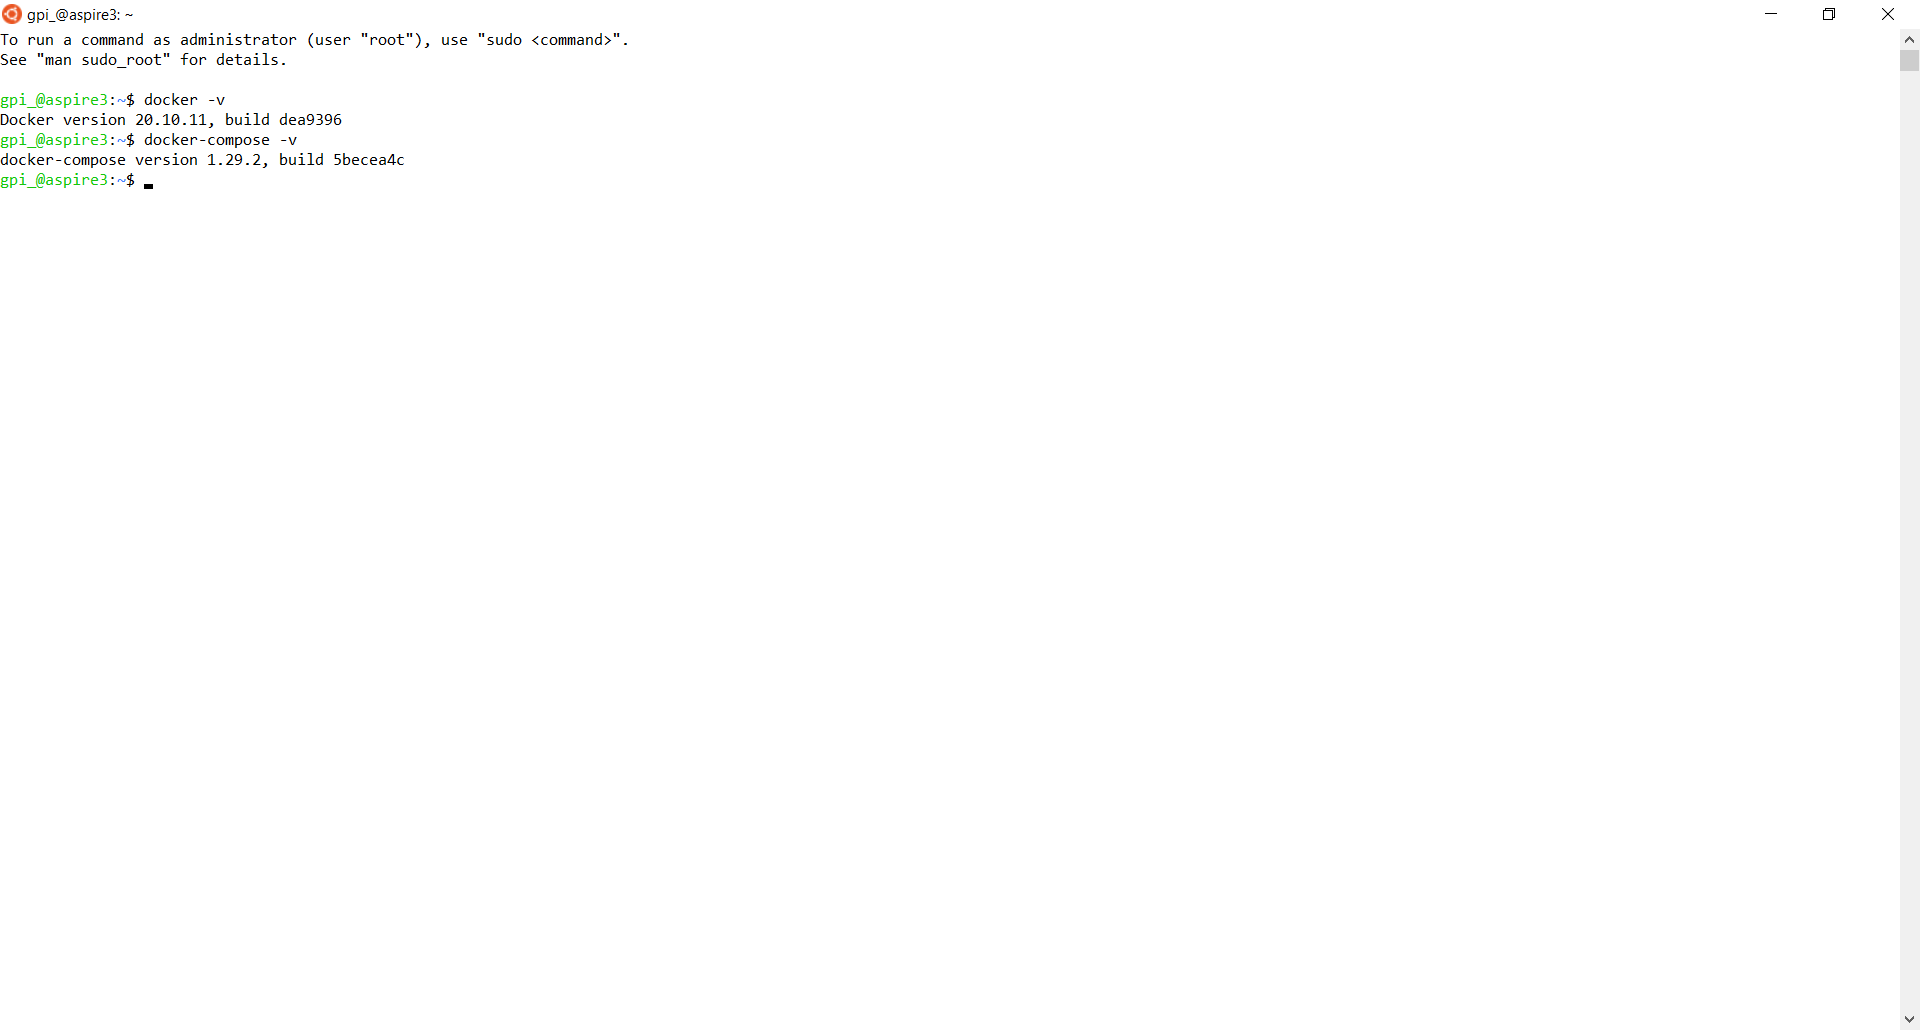 gpi_@aspire3: ~
To run a command as administrator (user "root"), use "sudo <command>".
See "man sudo_root" for details.
gpi_@aspire3:~$ docker -v
Docker version 20.10.11, build dea9396
gpi_@aspire3:~$ docker-compose -v
docker-compose version 1.29.2, build 5becea4c
gpi_@aspire3:~$